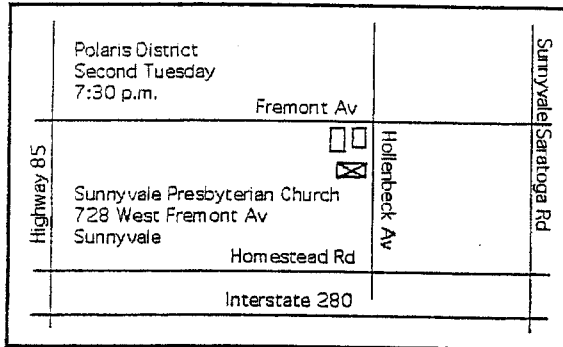 Polaris District
Second Tuesday
7:30 p.m.
Fremont Av
Highway 85
Hollenbeck Av
Sunnyvale/Saratoga Rd
Sunnyvale Presbyterian Church
728 West Fremont Av
Sunnyvale
Homestead Rd
Interstate 280